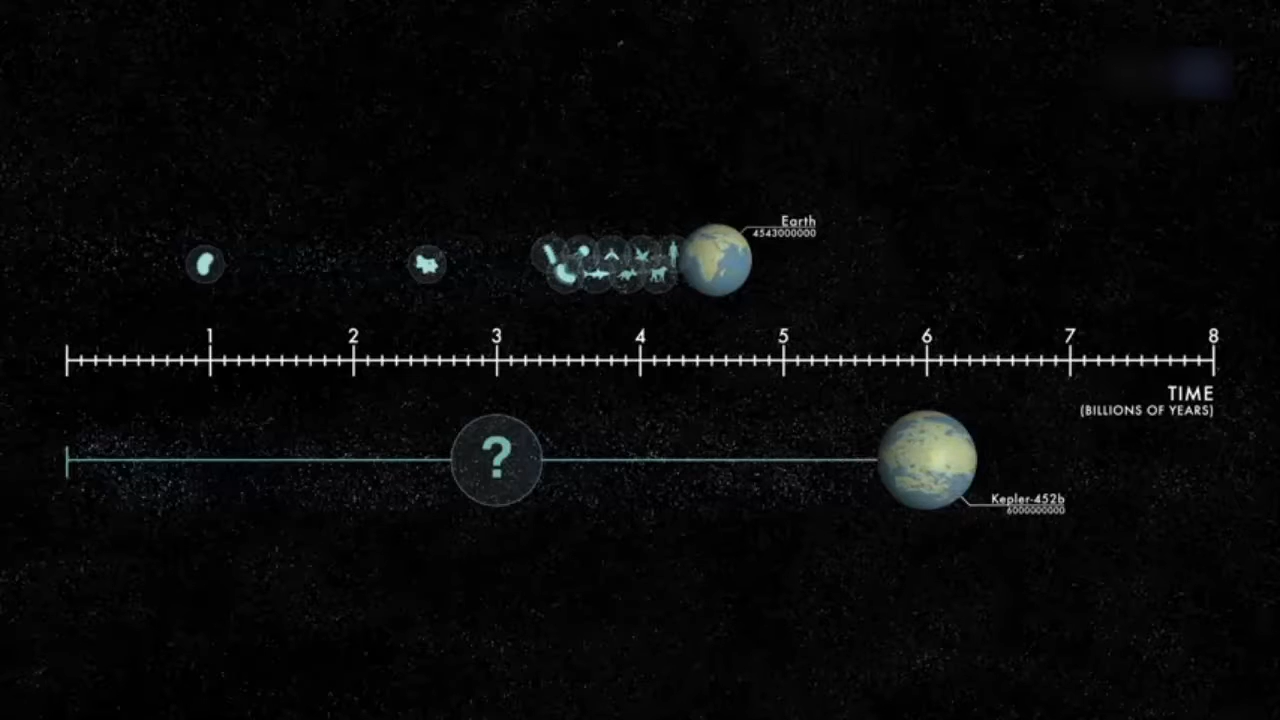 Earth
4543000000
1 2 3 4 5 6 7 8
TIME
(BILLIONS OF YEARS)
?
Kepler-452b
6000000000